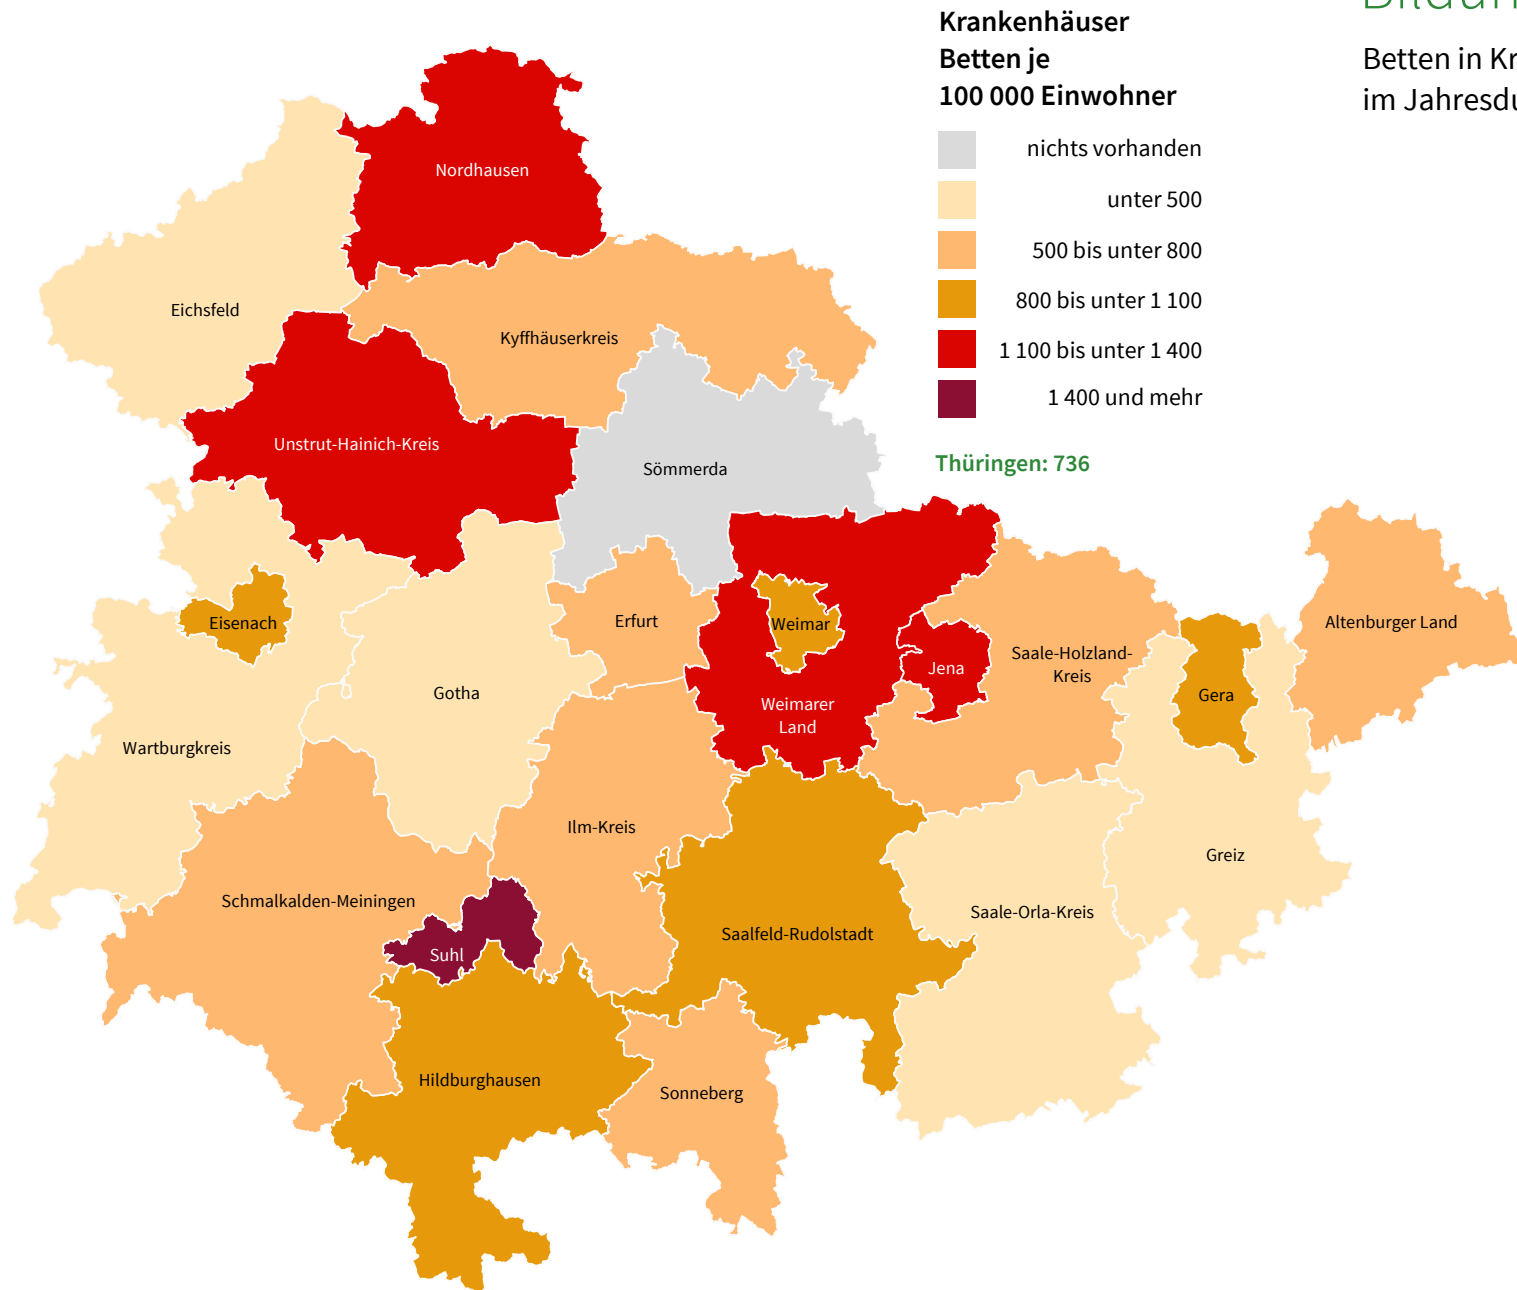 Krankenhäuser
Betten je
100 000 Einwohner
nichts vorhanden
unter 500
500 bis unter 800
800 bis unter 1 100
1 100 bis unter 1 400
1 400 und mehr
Thüringen: 736
Betten in Kr
im Jahresdu
Nordhausen
Eichsfeld
Kyffhäuserkreis
Unstrut-Hainich-Kreis
Sömmerda
Eisenach
Erfurt
Weimar
Altenburger Land
Saale-Holzland-
Kreis
Jena
Gotha
Gera
Weimarer
Land
Wartburgkreis
Ilm-Kreis
Greiz
Schmalkalden-Meiningen
Saale-Orla-Kreis
Saalfeld-Rudolstadt
Suhl
Hildburghausen
Sonneberg